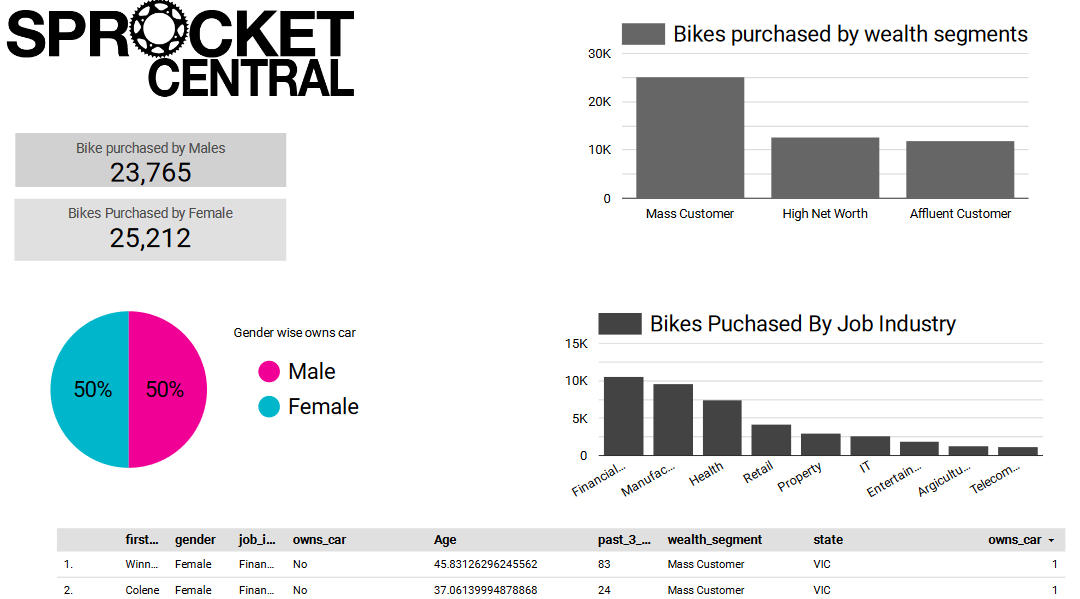 SPROCKET
CENTRAL
Bike purchased by Males
23,765
Bikes Purchased by Female
25,212
Bikes purchased by wealth segments
30K
20K
10K
0
Mass Customer High Net Worth Affluent Customer
50% 50%
Gender wise owns car
Male
Female
Bikes Puchased By Job Industry
15K
10K
5K
0
Financial... Manufac... Health Retail Property IT Entertain... Argicultu... Telecom...
first... gender job_i... owns_car Age past_3_... wealth_segment state owns_car
1. Winn... Female Finan... No 45.83126296245562 83 Mass Customer VIC 1
2. Colene Female Finan... No 37.06139994878868 24 Mass Customer VIC 1